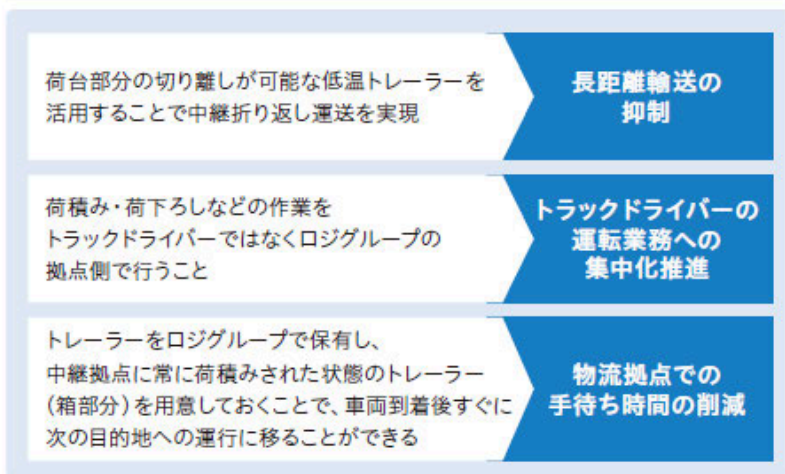 荷台部分の切り離しが可能な低温トレーラーを
活用することで中継折り返し運送を実現
長距離輸送の
抑制
荷積み・荷下ろしなどの作業を
トラックドライバーではなくロジグループの
拠点側で行うこと
トラックドライバーの
運転業務への
集中化推進
トレーラーをロジグループで保有し、
中継拠点に常に荷積みされた状態のトレーラー
(箱部分)を用意しておくことで、車両到着後すぐに
次の目的地への運行に移ることができる
物流拠点での
手待ち時間の削減